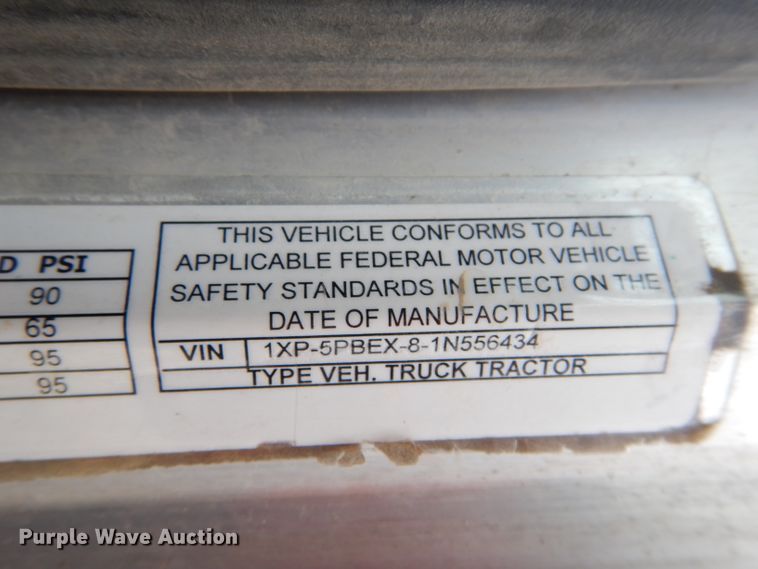 D PSI
90
65
95
95
THIS VEHICLE CONFORMS TO ALL
APPLICABLE FEDERAL MOTOR VEHICLE
SAFETY STANDARDS IN EFFECT ON THE
DATE OF MANUFACTURE
VIN 1XP-5PBEX-8-1N556434
TYPE VEH. TRUCK TRACTOR
Purple Wave Auction